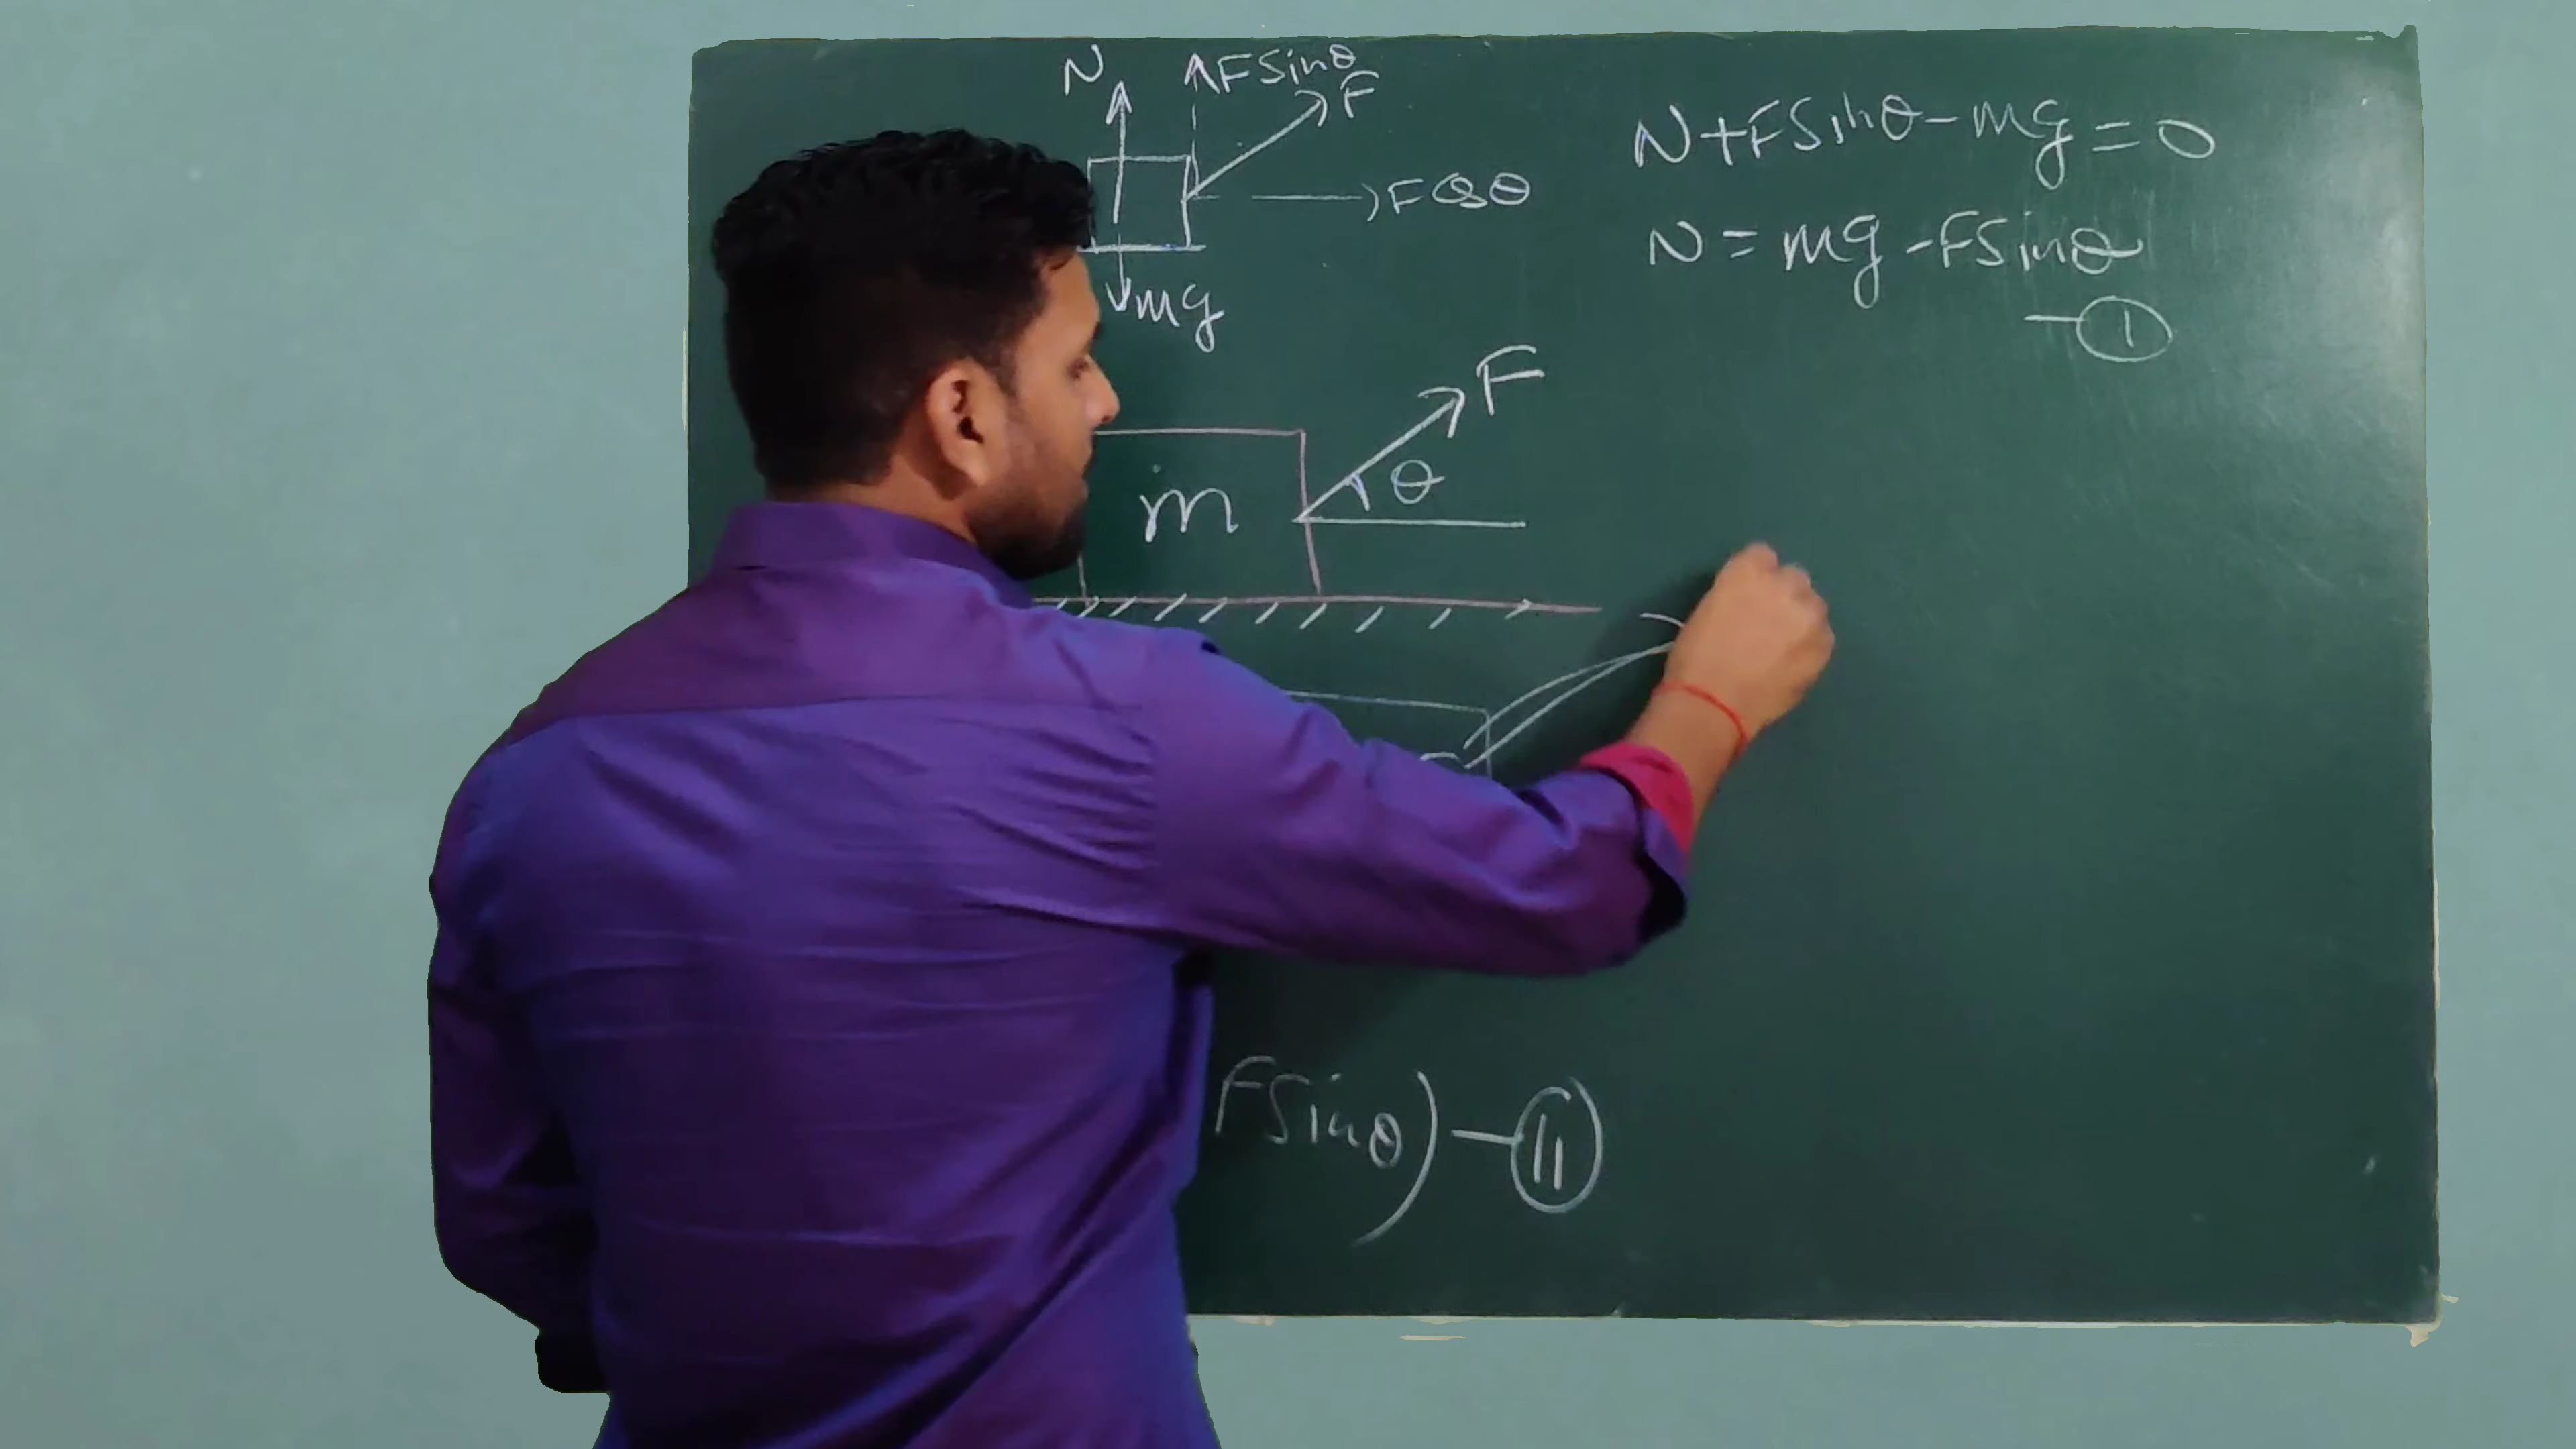 N
FSinθ
F
FCosθ
mg
N+FSinθ-mg=0
N=mg-FSinθ
-①
F
m
θ
FSinθ)-⑪